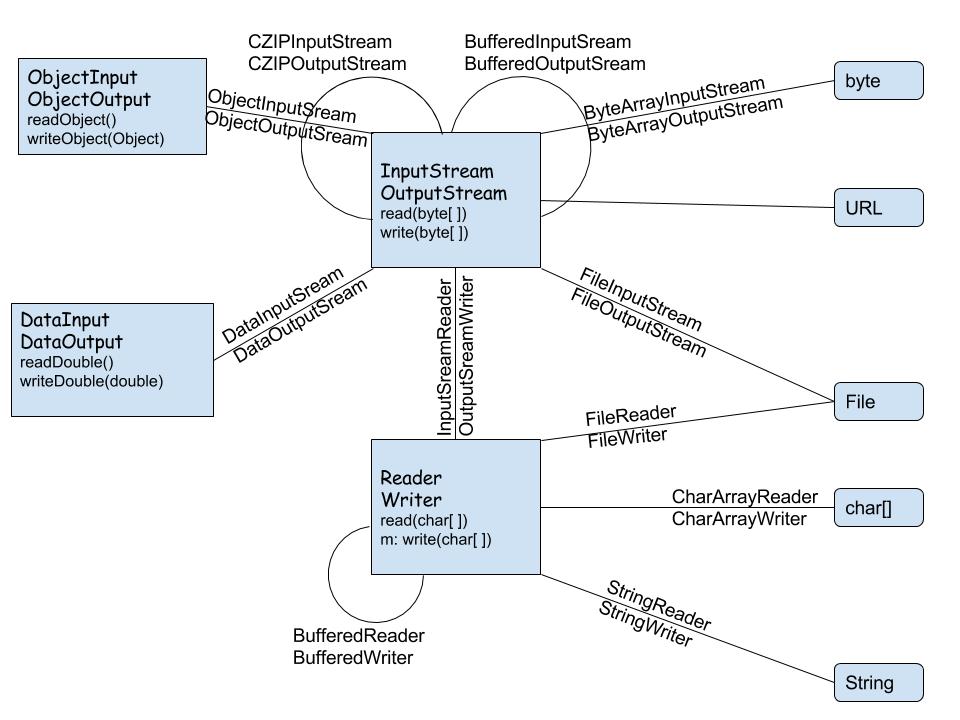 CZIPInputStream
CZIPOutputStream
BufferedInputSream
BufferedOutputSream
ObjectInput
ObjectOutput
readObject()
writeObject(Object)
ObjectInputSream
ObjectOutputSream
ByteArrayInputStream
ByteArrayOutputStream
byte
InputStream
OutputStream
read(byte[ ])
write(byte[ ])
URL
DataInput
DataOutput
readDouble()
writeDouble(double)
DataInputSream
DataOutputSream
InputSreamReader
OutputSreamWriter
FileInputStream
FileOutputStream
File
FileReader
FileWriter
Reader
Writer
read(char[ ])
m: write(char[ ])
CharArrayReader
CharArrayWriter
char[]
BufferedReader
BufferedWriter
StringReader
StringWriter
String